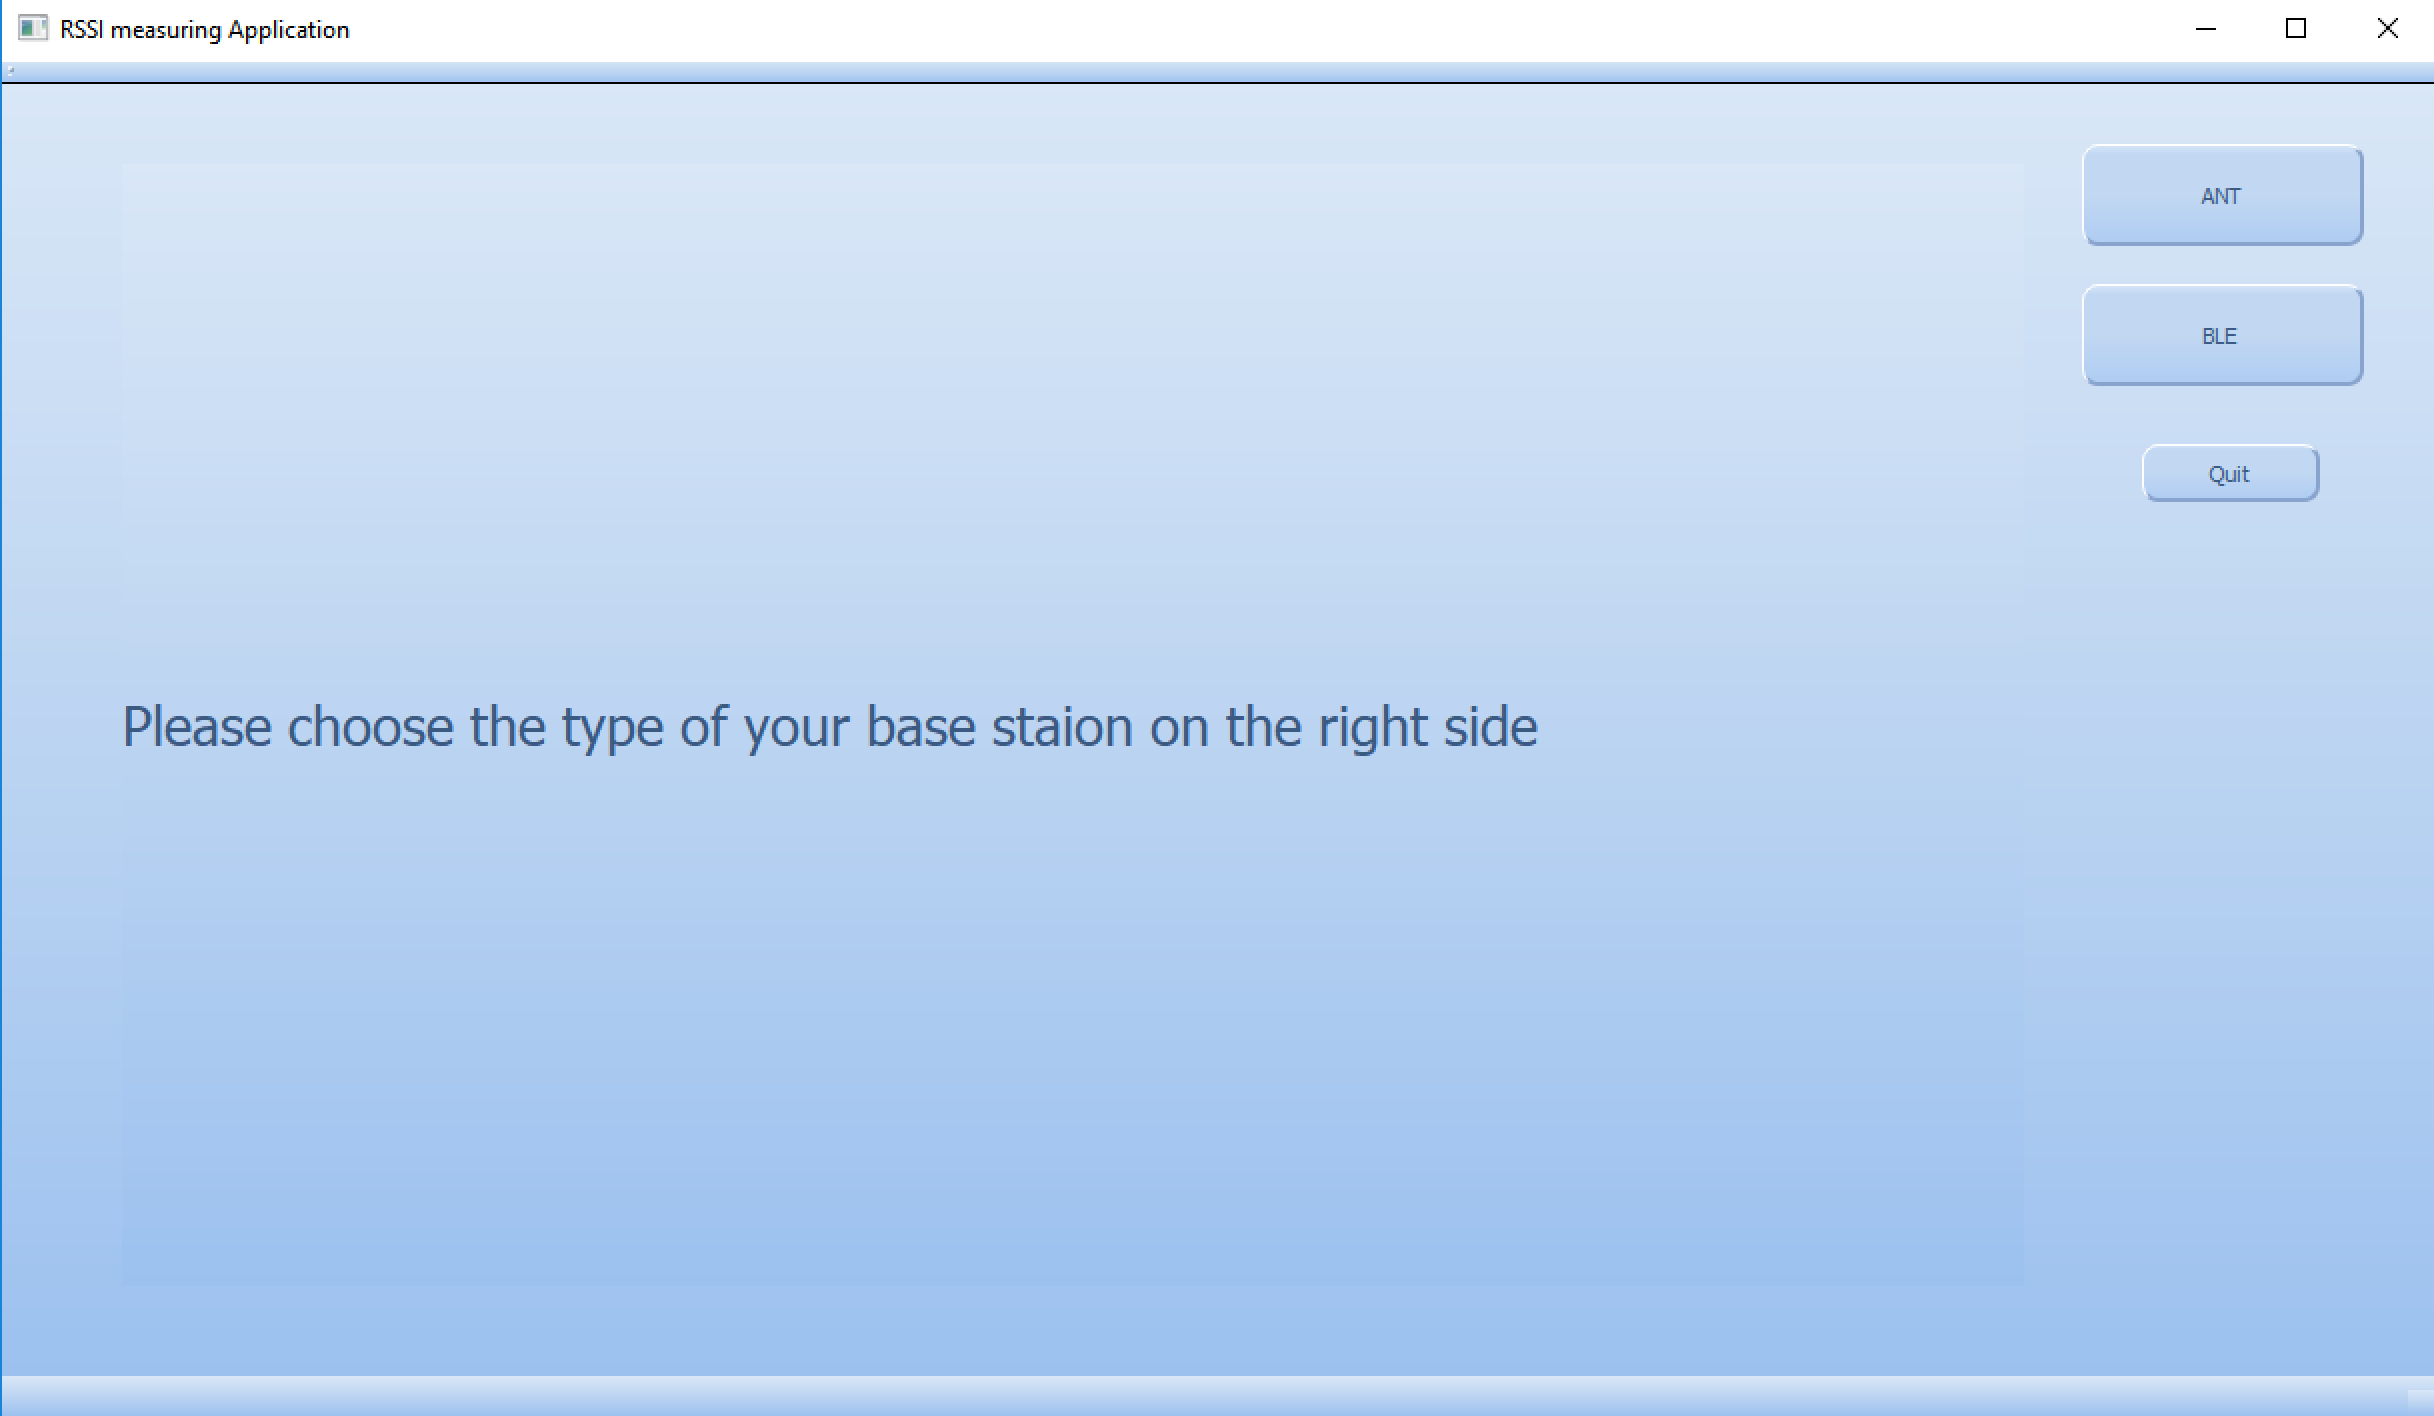 RSSI measuring Application
ANT
BLE
Quit
Please choose the type of your base staion on the right side